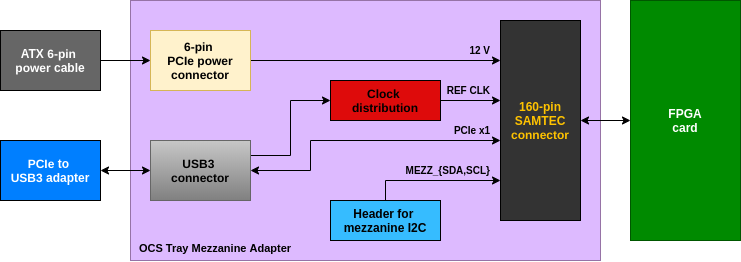 ATX 6-pin
power cable
6-pin
PCIe power
connector
12 V
Clock
distribution
REF CLK
160-pin
SAMTEC
connector
FPGA
card
PCIe x1
PCIe to
USB3 adapter
USB3
connector
MEZZ_{SDA,SCL}
Header for
mezzanine I2C
OCS Tray Mezzanine Adapter